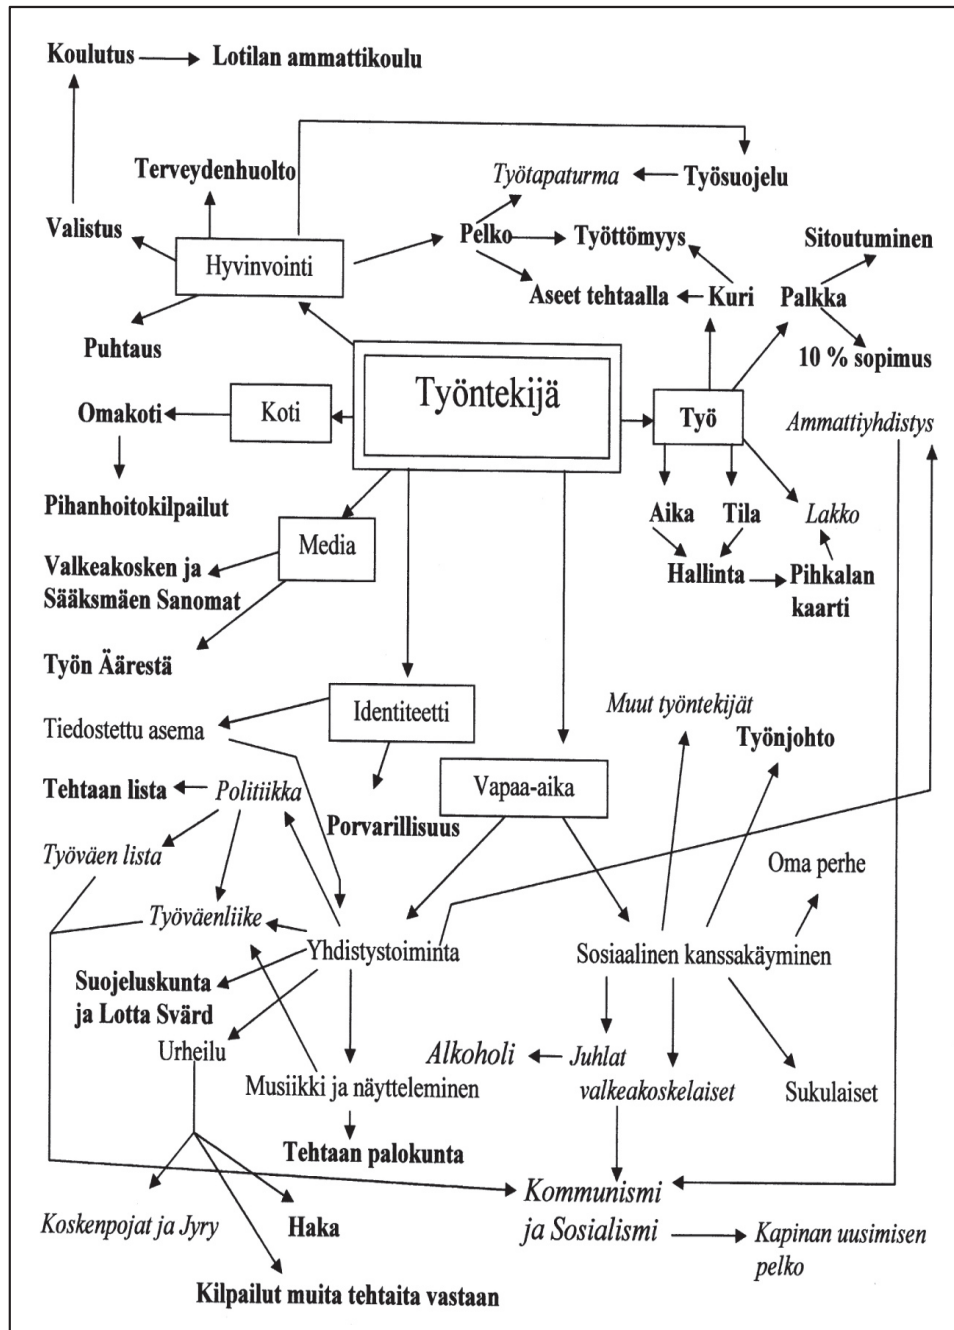 Koulutus
Lotilan ammattikoulu
Terveydenhuolto
Työtapaturma
Työsuojelu
Valistus
Hyvinvointi
Pelko
Työttömyys
Sitoutuminen
Aseet tehtaalla
Kuri
Palkka
Puhtaus
10 % sopimus
Työntekijä
Omakoti
Koti
Työ
Ammattiyhdistys
Pihanhoitokilpailut
Media
Aika
Tila
Lakko
Valkeakosken ja
Sääksmäen Sanomat
Hallinta
Pihkalan
kaarti
Työn Äärestä
Identiteetti
Muut työntekijät
Tiedostettu asema
Työnjohto
Tehtaan lista
Politiikka
Vapaa-aika
Porvarillisuus
Työväen lista
Oma perhe
Työväenliike
Yhdistystoiminta
Sosiaalinen kanssakäyminen
Suojeluskunta
ja Lotta Svärd
Urheilu
Alkoholi
Juhlat
Musiikki ja näytteleminen
valkeakoskelaiset
Sukulaiset
Tehtaan palokunta
Kommunismi
ja Sosialismi
Koskenpojat ja Jyry
Haka
Kapinan uusimisen
pelko
Kilpailut muita tehtaita vastaan